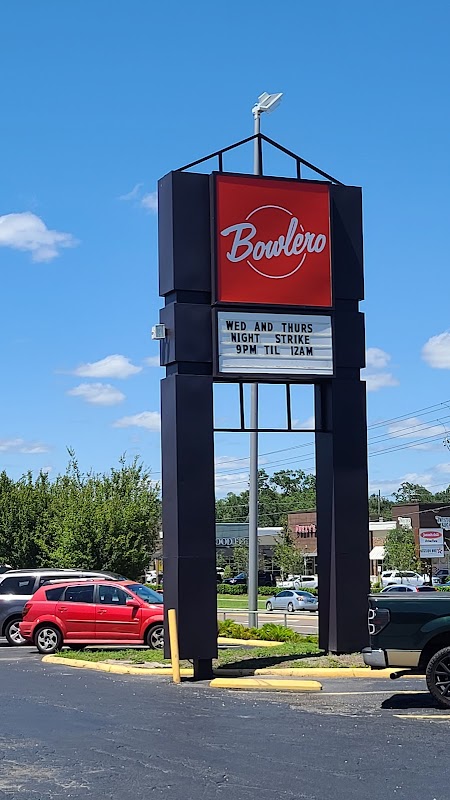 Bowlero
WED AND THURS
NIGHT STRIKE
9PM TIL 12AM